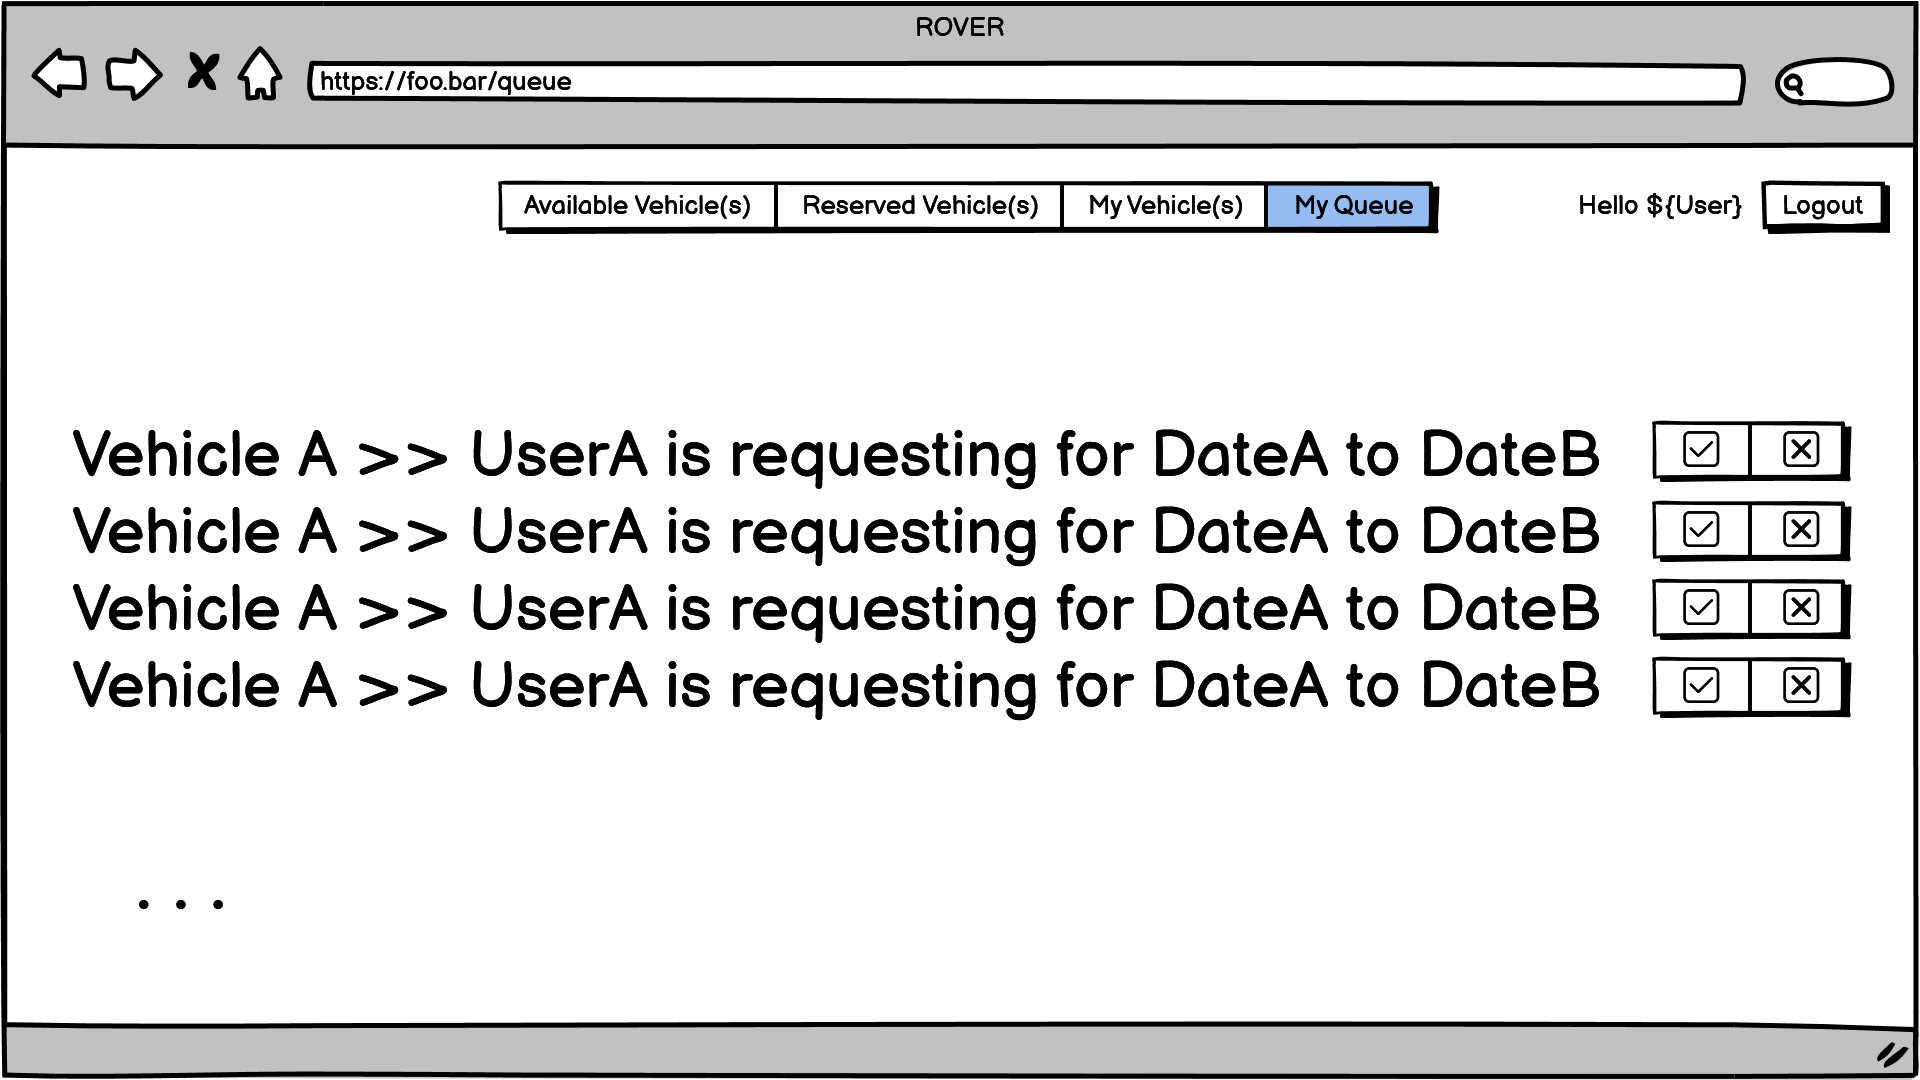 ROVER
https://foo.bar/queue
Available Vehicle(s) Reserved Vehicle(s) My Vehicle(s) My Queue Hello ${User} Logout
Vehicle A >> UserA is requesting for DateA to DateB
Vehicle A >> UserA is requesting for DateA to DateB
Vehicle A >> UserA is requesting for DateA to DateB
Vehicle A >> UserA is requesting for DateA to DateB
. . .